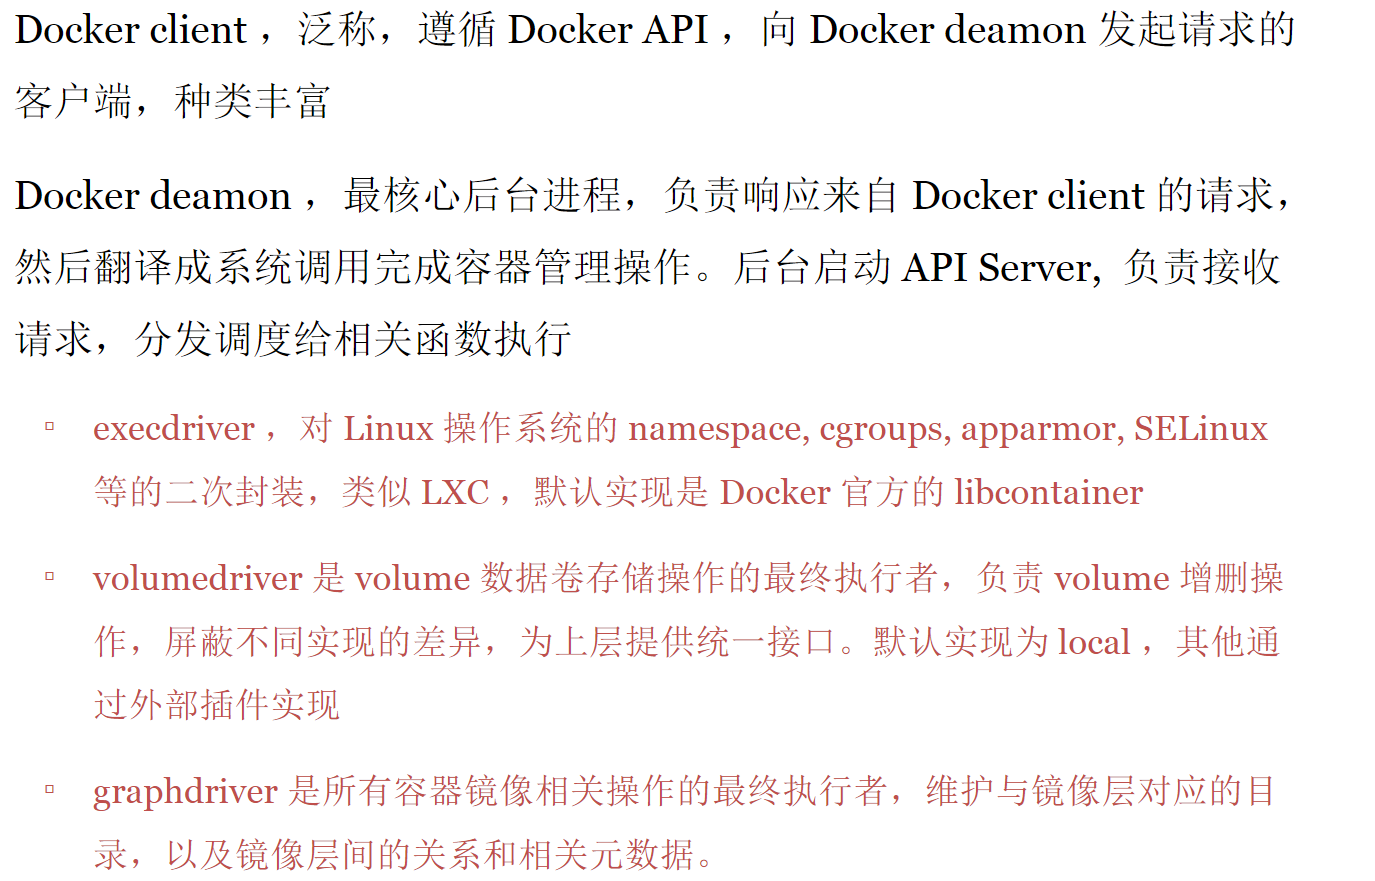 Docker client ，泛称，遵循 Docker API ，向 Docker deamon 发起请求的
客户端，种类丰富
Docker deamon ，最核心后台进程，负责响应来自 Docker client 的请求，
然后翻译成系统调用完成容器管理操作。后台启动 API Server, 负责接收
请求，分发调度给相关函数执行
▫ execdriver ，对 Linux 操作系统的 namespace, cgroups, apparmor, SELinux
等的二次封装，类似 LXC ，默认实现是 Docker 官方的 libcontainer
▫ volumedriver 是 volume 数据卷存储操作的最终执行者，负责 volume 增删操
作，屏蔽不同实现的差异，为上层提供统一接口。默认实现为 local ，其他通
过外部插件实现
▫ graphdriver 是所有容器镜像相关操作的最终执行者，维护与镜像层对应的目
录，以及镜像层间的关系和相关元数据。